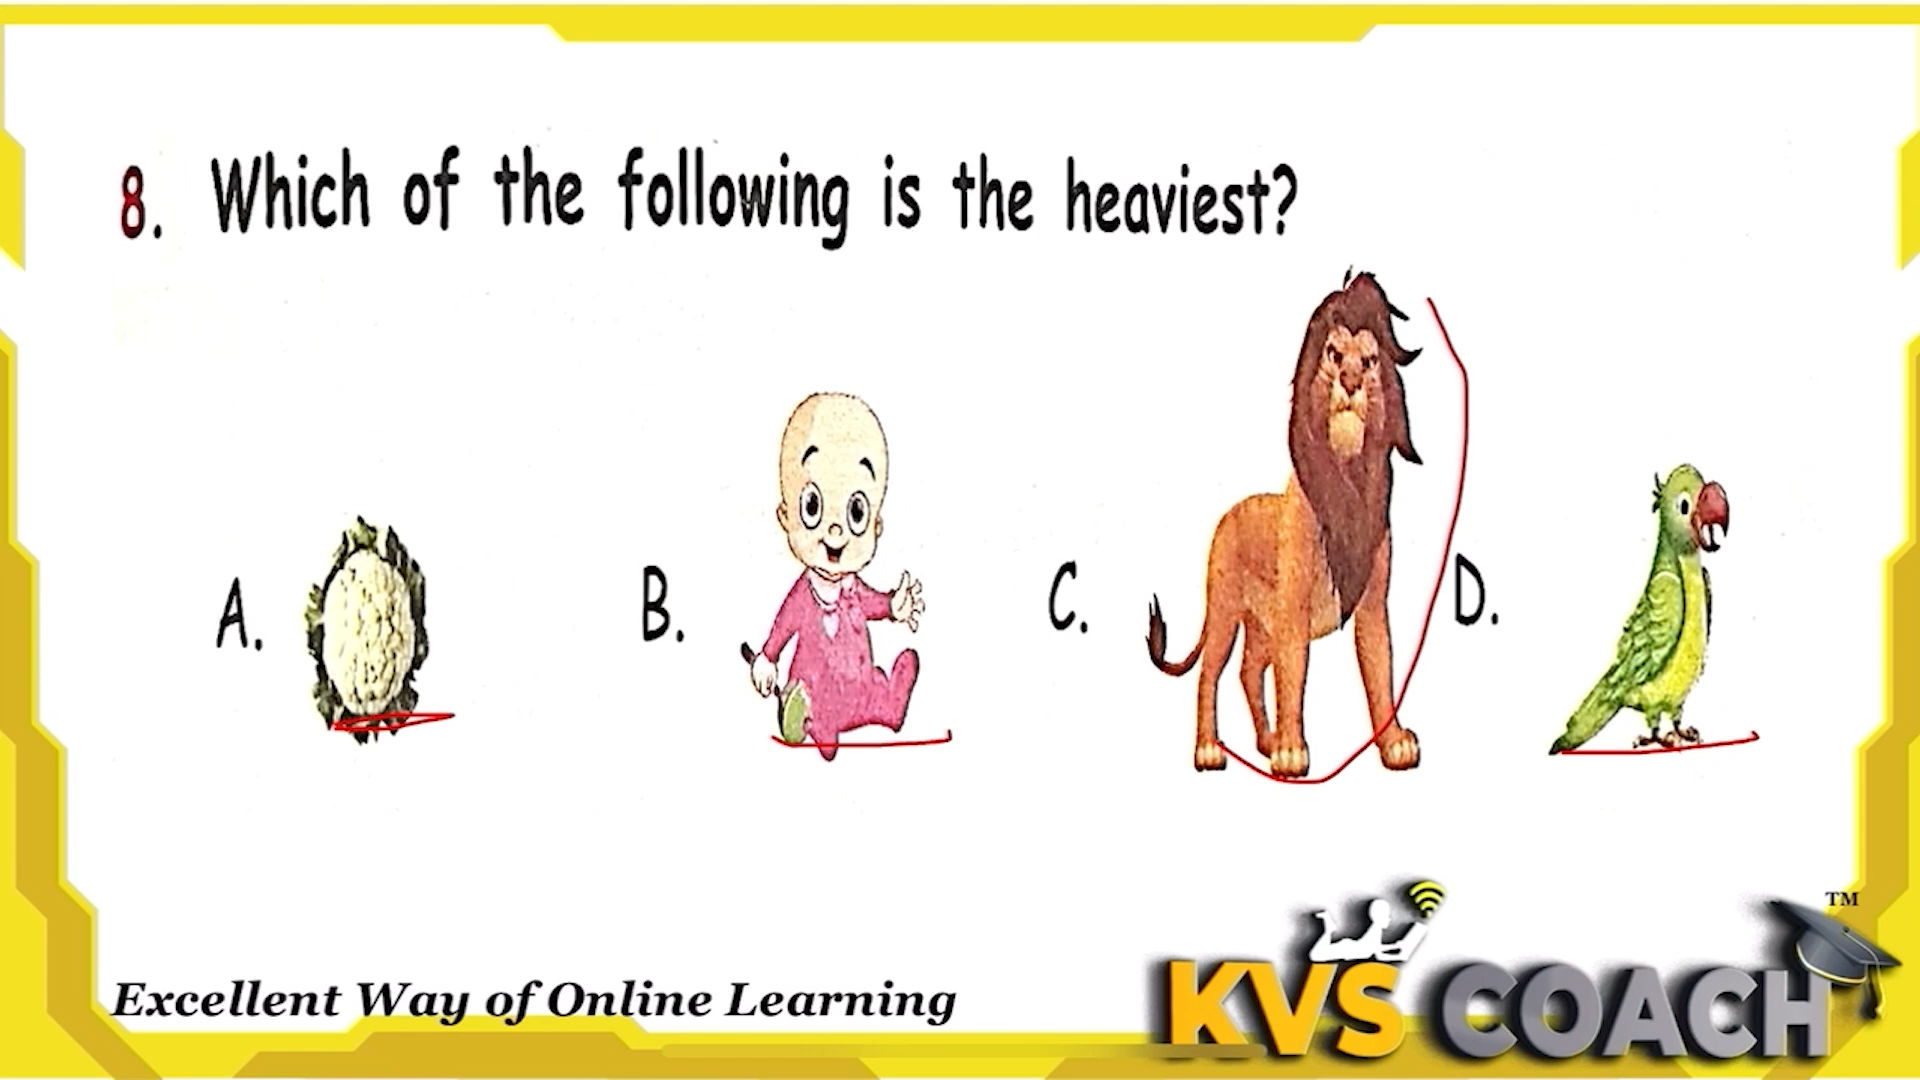 8. Which of the following is the heaviest?
A. B. C. D.
TM
KVS COACH
Excellent Way of Online Learning